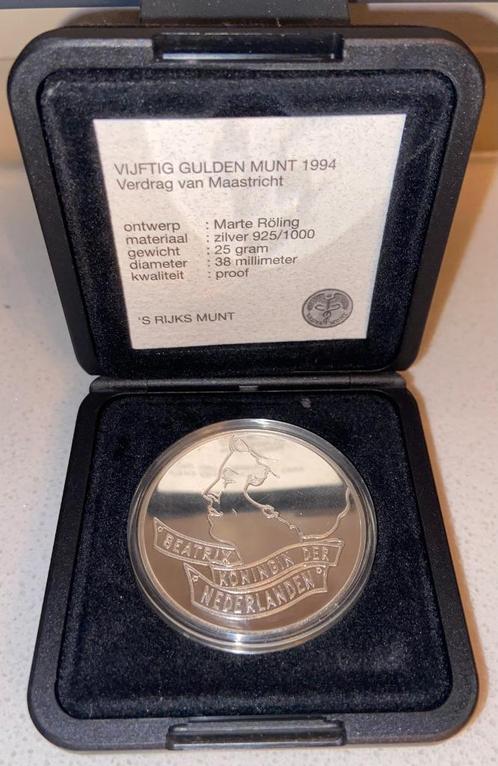 VIJFTIG GULDEN MUNT 1994
Verdrag van Maastricht
ontwerp : Marte Röling
materiaal : zilver 925/1000
gewicht : 25 gram
diameter : 38 millimeter
kwaliteit : proof
'S RIJKS MUNT
BEATRIX
KONINGIN DER
NEDERLANDEN